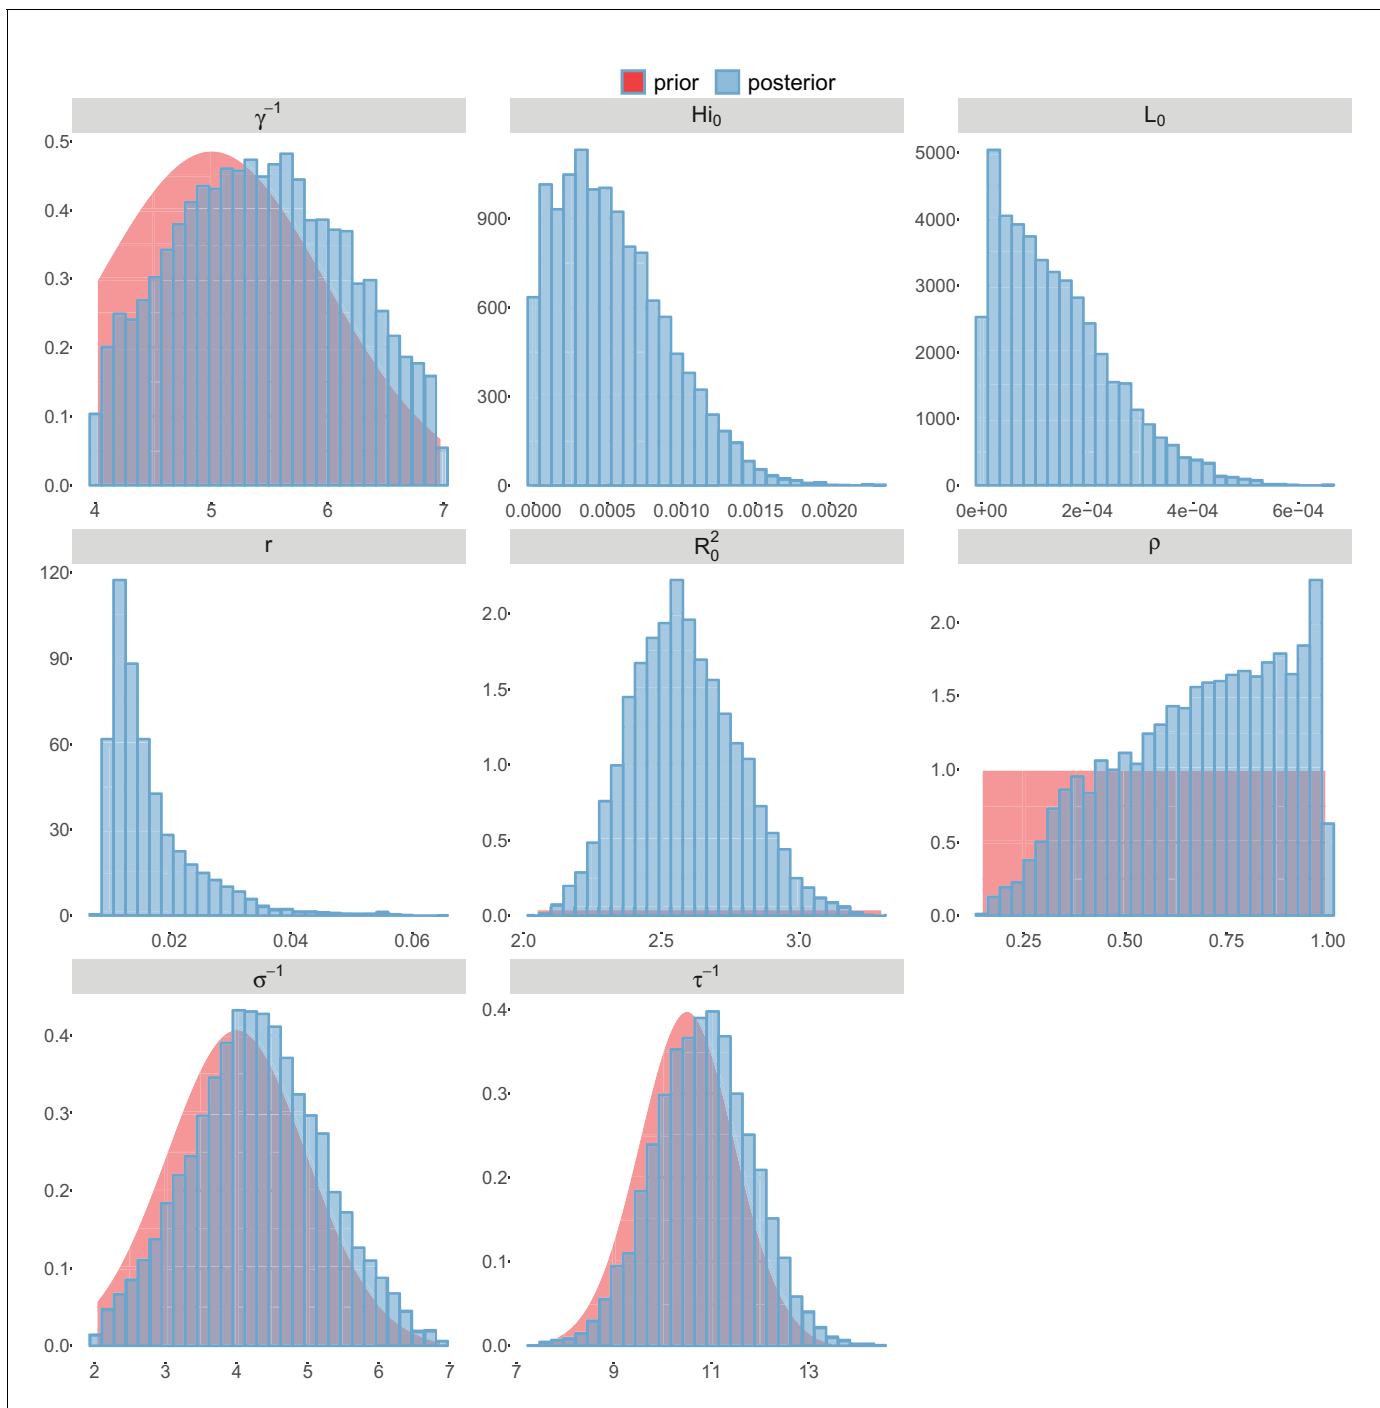 prior posterior
γ⁻¹ Hi₀ L₀
0.5 0.4 0.3 0.2 0.1 0.0
4 5 6 7
900 600 300 0
0.0000 0.0005 0.0010 0.0015 0.0020
5000 4000 3000 2000 1000 0
0e+00 2e−04 4e−04 6e−04
r R₀² ρ
120 90 60 30 0
0.02 0.04 0.06
2.0 1.5 1.0 0.5 0.0
2.0 2.5 3.0
2.0 1.5 1.0 0.5 0.0
0.25 0.50 0.75 1.00
σ⁻¹ τ⁻¹
0.4 0.3 0.2 0.1 0.0
2 3 4 5 6 7
0.4 0.3 0.2 0.1 0.0
7 9 11 13